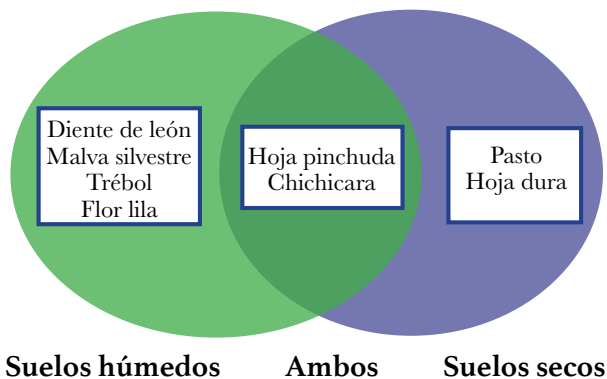 Diente de león
Malva silvestre
Trébol
Flor lila
Hoja pinchuda
Chichicara
Pasto
Hoja dura
Suelos húmedos
Ambos
Suelos secos